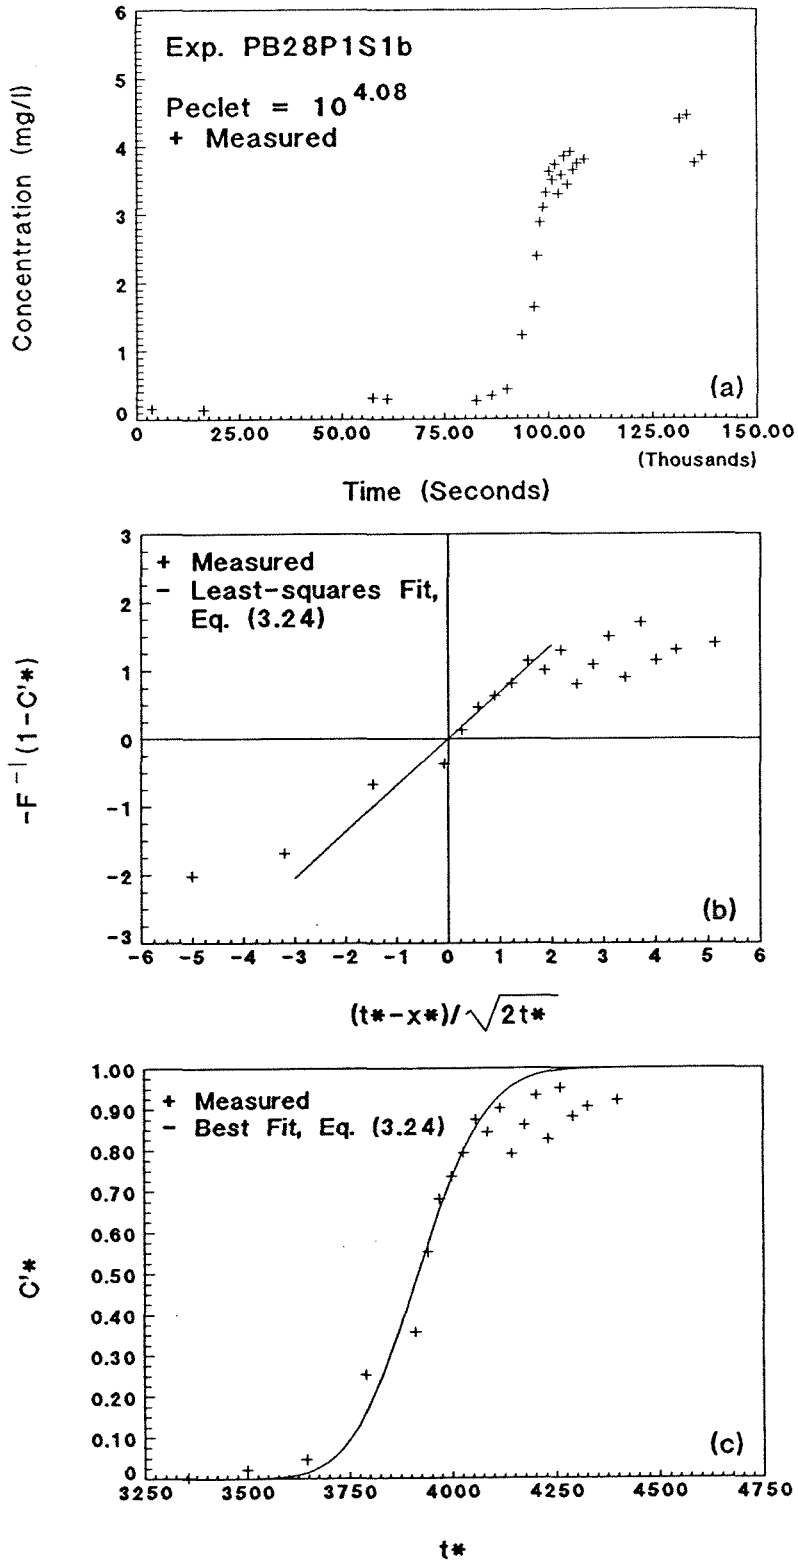 6
5
4
3
2
1
0
Concentration (mg/l)
Exp. PB28P1S1b
Peclet = 10^4.08
+ Measured
(a)
0 25.00 50.00 75.00 100.00 125.00 150.00
(Thousands)
Time (Seconds)
3
2
1
0
-1
-2
-3
-F^-1(1-C'*)
+ Measured
- Least-squares Fit,
Eq. (3.24)
(b)
-6 -5 -4 -3 -2 -1 0 1 2 3 4 5 6
(t*-x*)/√2t*
1.00
0.90
0.80
0.70
0.60
0.50
0.40
0.30
0.20
0.10
0
C'*
+ Measured
- Best Fit, Eq. (3.24)
(c)
3250 3500 3750 4000 4250 4500 4750
t*